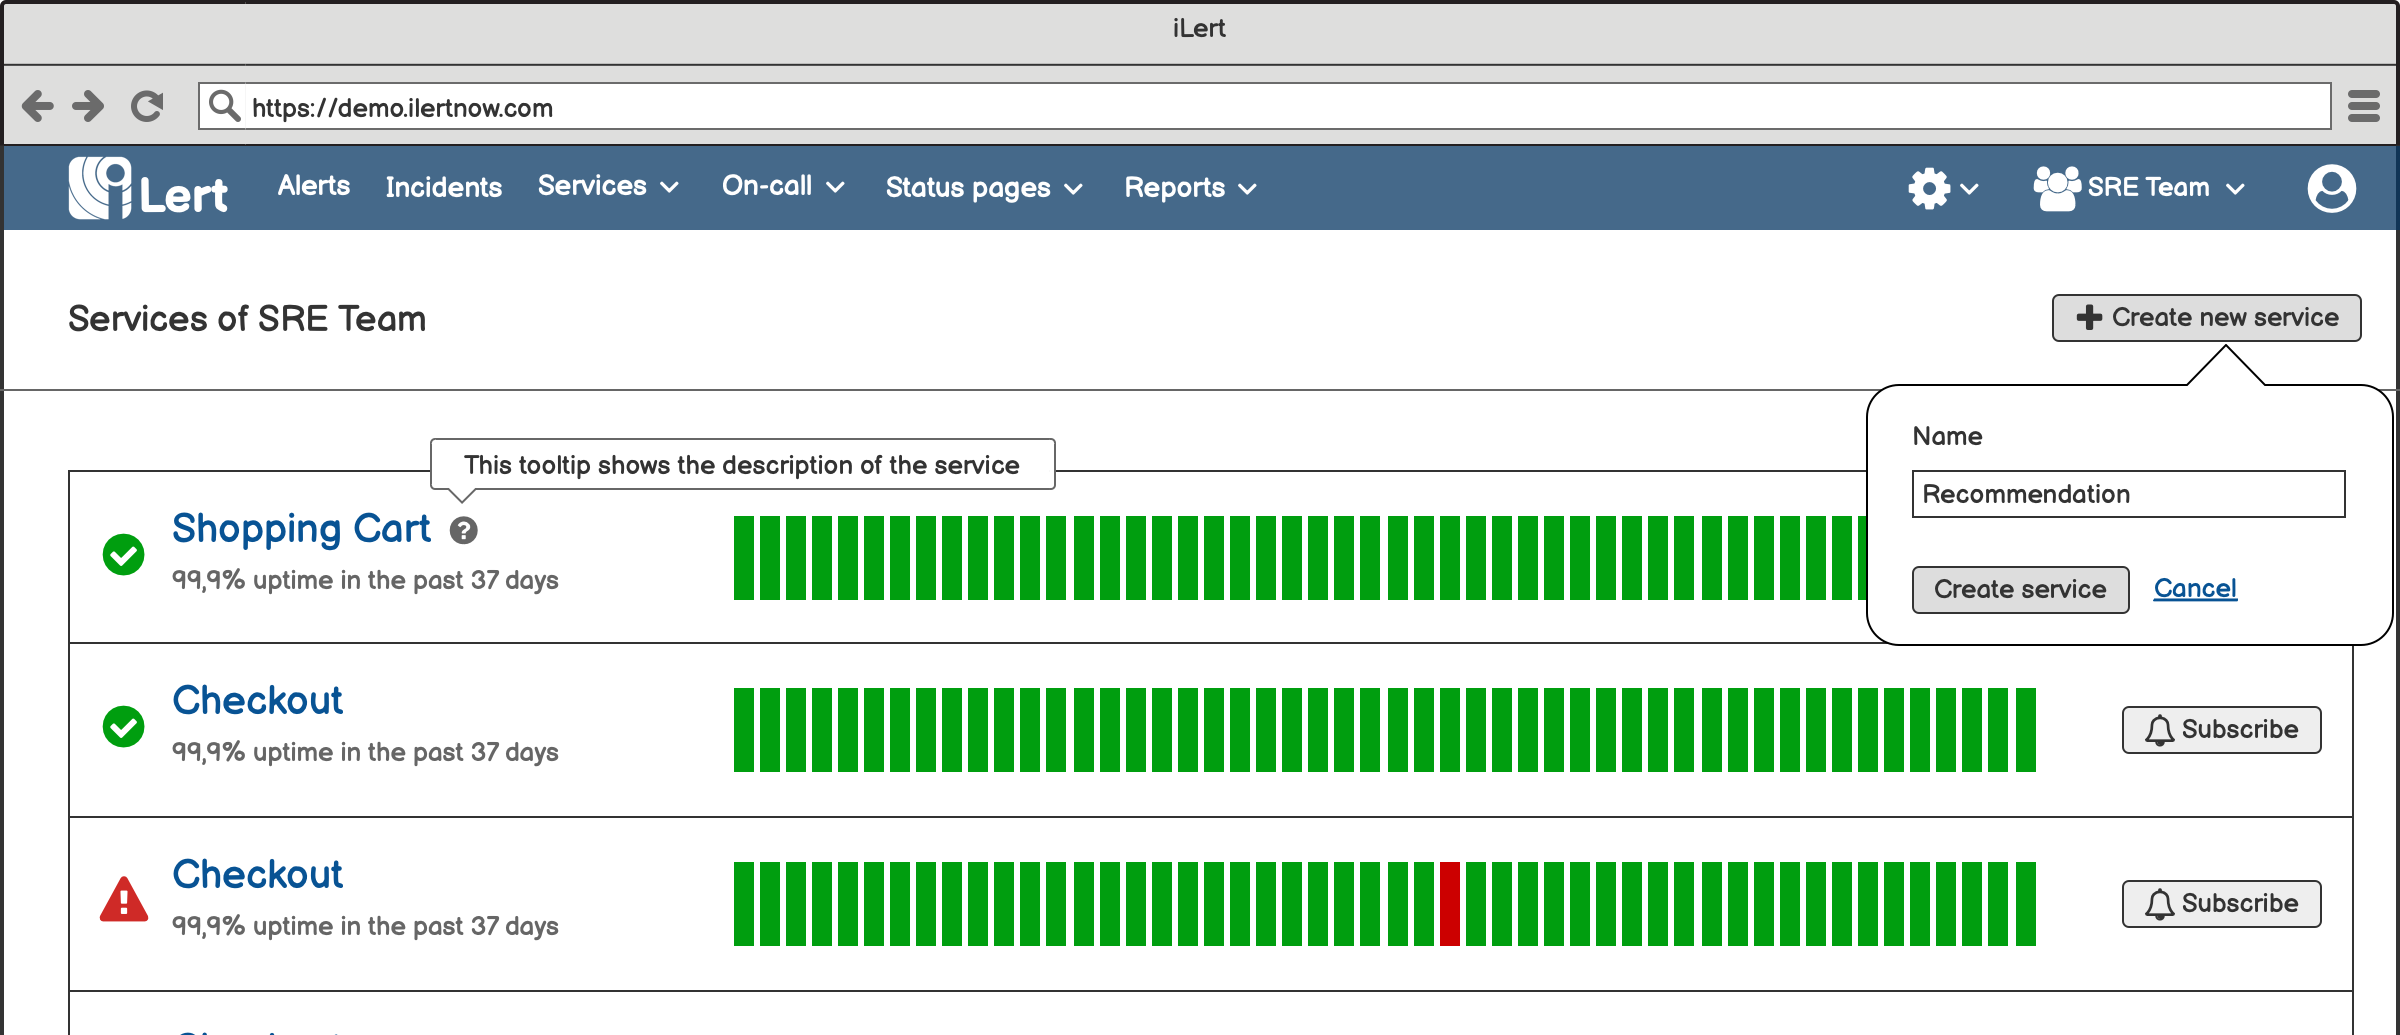 iLert
https://demo.ilertnow.com
iLert Alerts Incidents Services On-call Status pages Reports SRE Team
Services of SRE Team
Create new service
Name
This tooltip shows the description of the service
Recommendation
Shopping Cart ?
99,9% uptime in the past 37 days
Create service Cancel
Checkout
99,9% uptime in the past 37 days
Subscribe
Checkout
99,9% uptime in the past 37 days
Subscribe